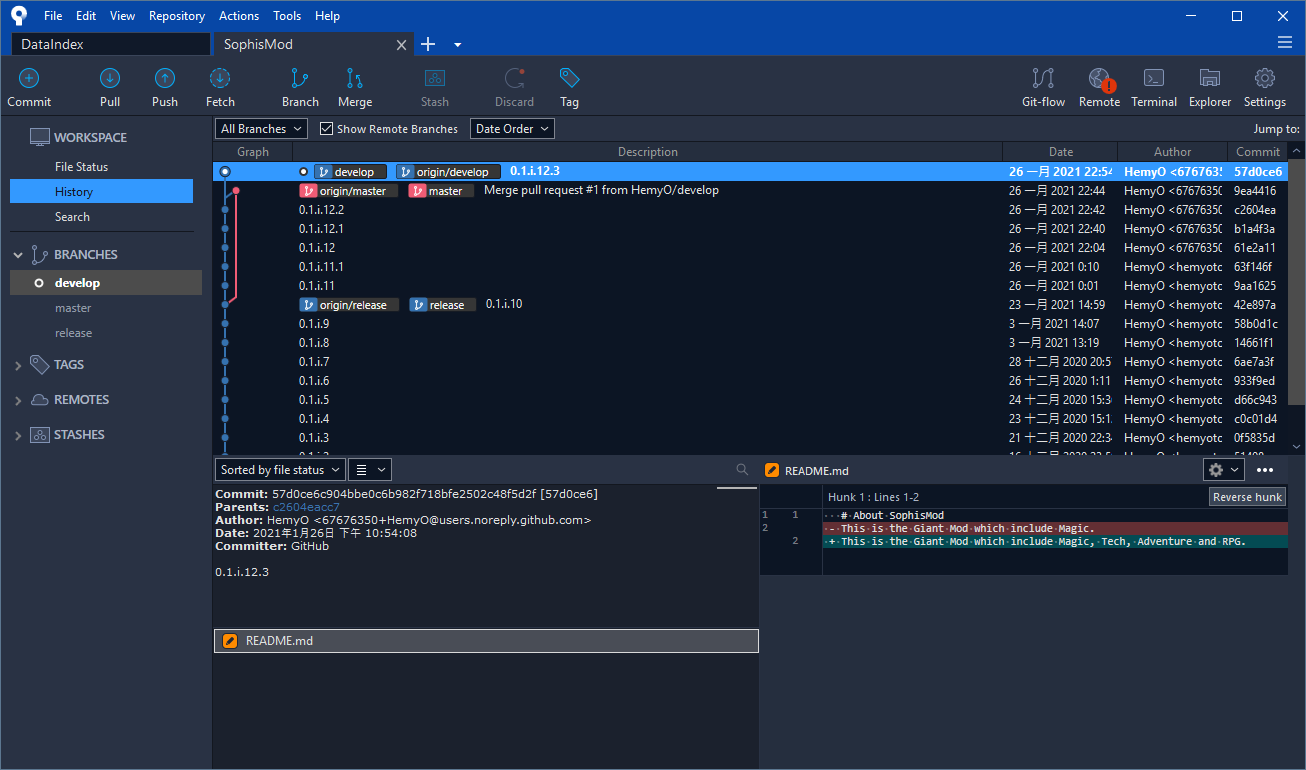 File Edit View Repository Actions Tools Help
DataIndex SophisMod
Commit Pull Push Fetch Branch Merge Stash Discard Tag Git-flow Remote Terminal Explorer Settings
WORKSPACE
File Status
History
Search
BRANCHES
develop
master
release
TAGS
REMOTES
STASHES
All Branches Show Remote Branches Date Order Jump to:
Graph Description Date Author Commit
develop origin/develop 0.1.i.12.3 26 一月 2021 22:54 HemyO <6767635 57d0ce6
origin/master master Merge pull request #1 from HemyO/develop 26 一月 2021 22:44 HemyO <67676350 9ea4416
0.1.i.12.2 26 一月 2021 22:42 HemyO <67676350 c2604ea
0.1.i.12.1 26 一月 2021 22:40 HemyO <67676350 b1a4f3a
0.1.i.12 26 一月 2021 22:04 HemyO <67676350 61e2a11
0.1.i.11.1 26 一月 2021 0:10 HemyO <hemyotc 63f146f
0.1.i.11 26 一月 2021 0:01 HemyO <hemyotc 9aa1625
origin/release release 0.1.i.10 23 一月 2021 14:59 HemyO <hemyotc 42e897a
0.1.i.9 3 一月 2021 14:07 HemyO <hemyotc 58b0d1c
0.1.i.8 3 一月 2021 13:19 HemyO <hemyotc 14661f1
0.1.i.7 28 十二月 2020 20:5 HemyO <hemyotc 6ae7a3f
0.1.i.6 26 十二月 2020 1:11 HemyO <hemyotc 933f9ed
0.1.i.5 24 十二月 2020 15:3 HemyO <hemyotc d66c943
0.1.i.4 23 十二月 2020 15:1 HemyO <hemyotc c0c01d4
0.1.i.3 21 十二月 2020 22:3 HemyO <hemyotc 0f5835d
Sorted by file status
Commit: 57d0ce6c904bbe0c6b982f718bfe2502c48f5d2f [57d0ce6]
Parents: c2604eacc7
Author: HemyO <67676350+HemyO@users.noreply.github.com>
Date: 2021年1月26日 下午 10:54:08
Committer: GitHub
0.1.i.12.3
README.md
README.md
Hunk 1 : Lines 1-2 Reverse hunk
1 1 # About SophisMod
2 - This is the Giant Mod which include Magic.
2 + This is the Giant Mod which include Magic, Tech, Adventure and RPG.